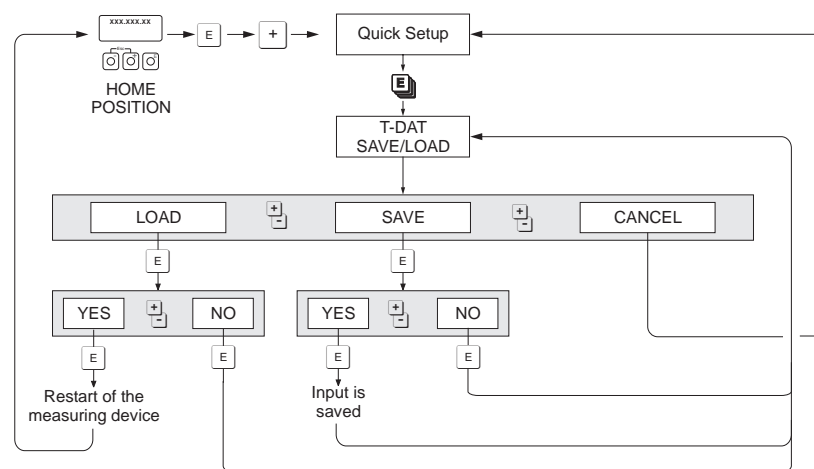 xxx.xxx.xx
E
+
Quick Setup
Esc
- + E
HOME
POSITION
E
T-DAT
SAVE/LOAD
LOAD
+
-
SAVE
+
-
CANCEL
E
E
YES
+
-
NO
YES
+
-
NO
E
E
E
E
Restart of the
measuring device
Input is
saved